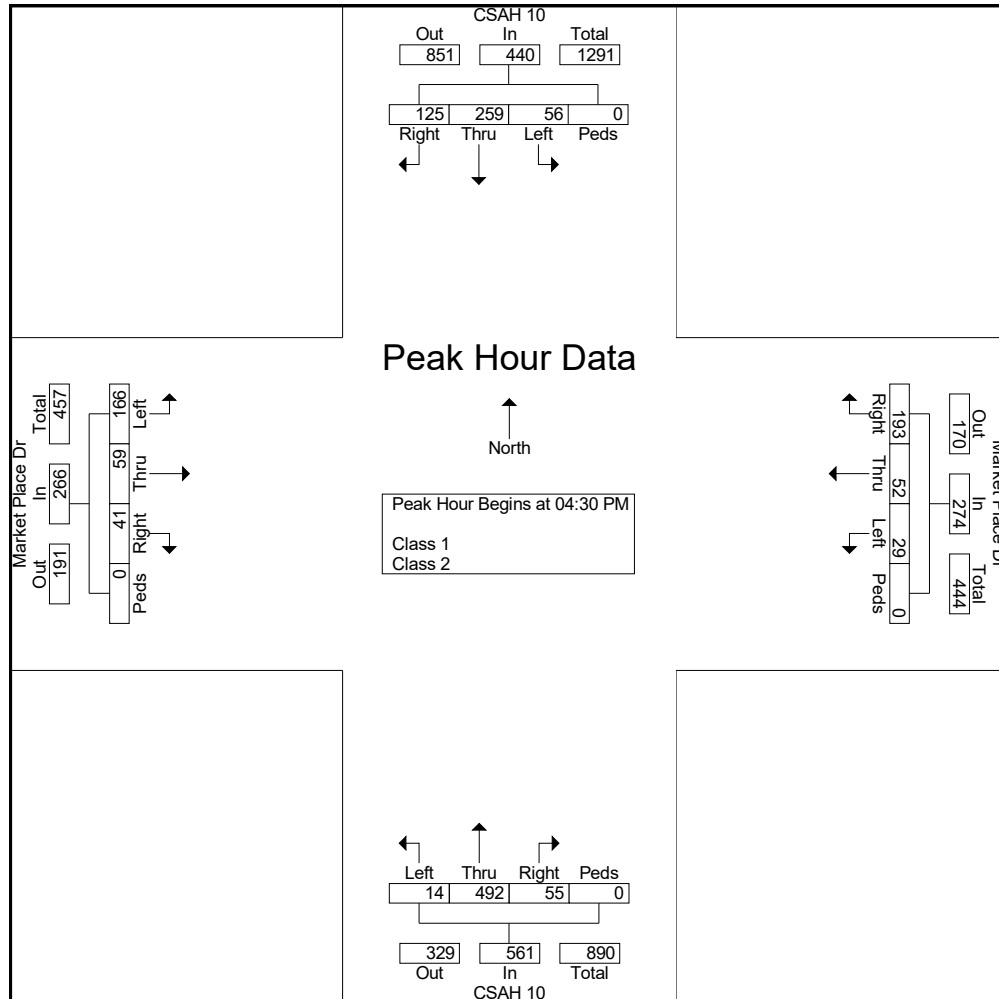 CSAH 10
Out In Total
851 440 1291
125 259 56 0
Right Thru Left Peds
Peak Hour Data
North
Peak Hour Begins at 04:30 PM
Class 1
Class 2
Market Place Dr
Out In Total
191 266 457
0 41 59 166
Peds Right Thru Left
Market Place Dr
Out In Total
170 274 444
193 52 29 0
Right Thru Left Peds
Left Thru Right Peds
14 492 55 0
329 561 890
Out In Total
CSAH 10